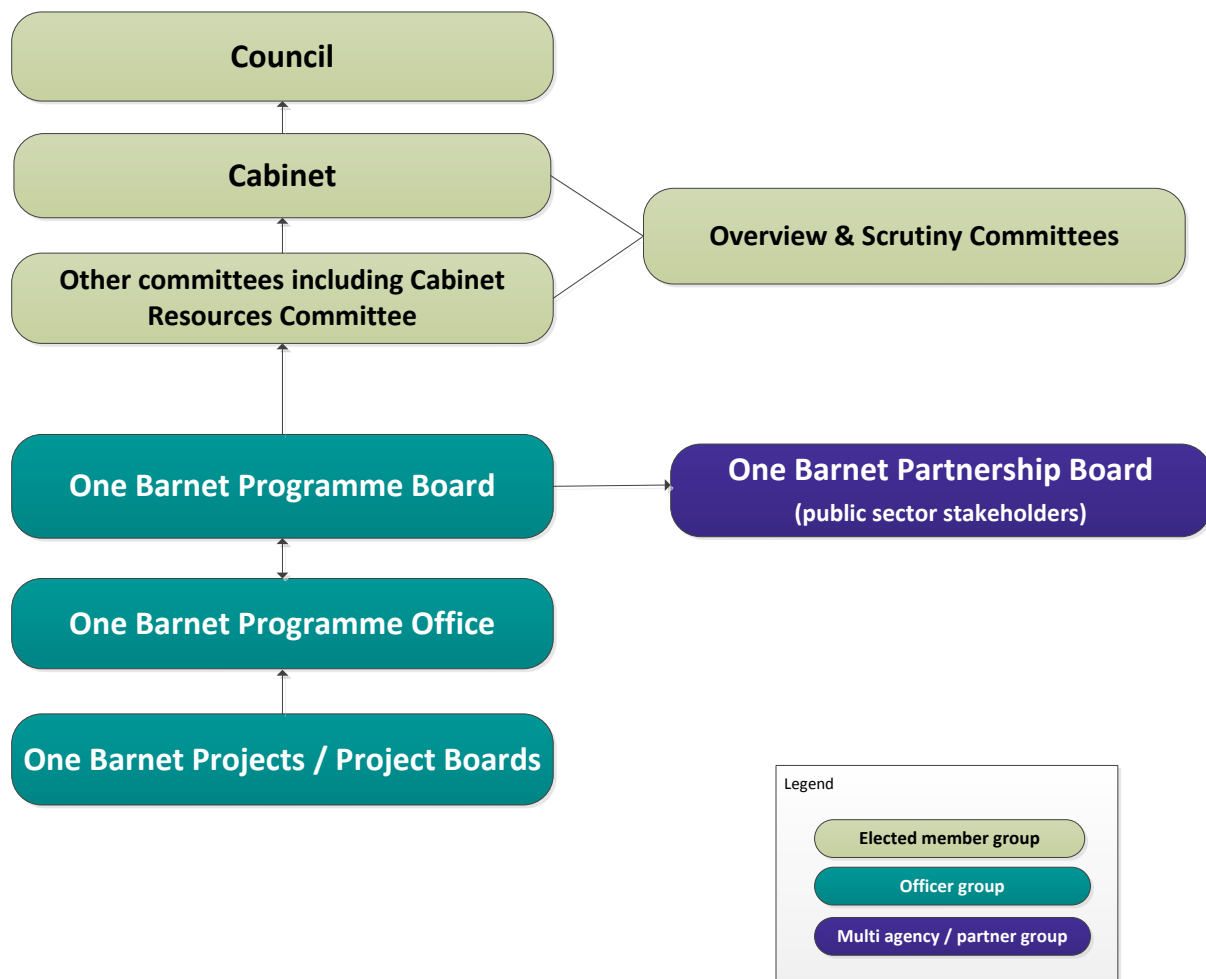 Council
Cabinet
Overview & Scrutiny Committees
Other committees including Cabinet
Resources Committee
One Barnet Programme Board
One Barnet Partnership Board
(public sector stakeholders)
One Barnet Programme Office
One Barnet Projects / Project Boards
Legend
Elected member group
Officer group
Multi agency / partner group